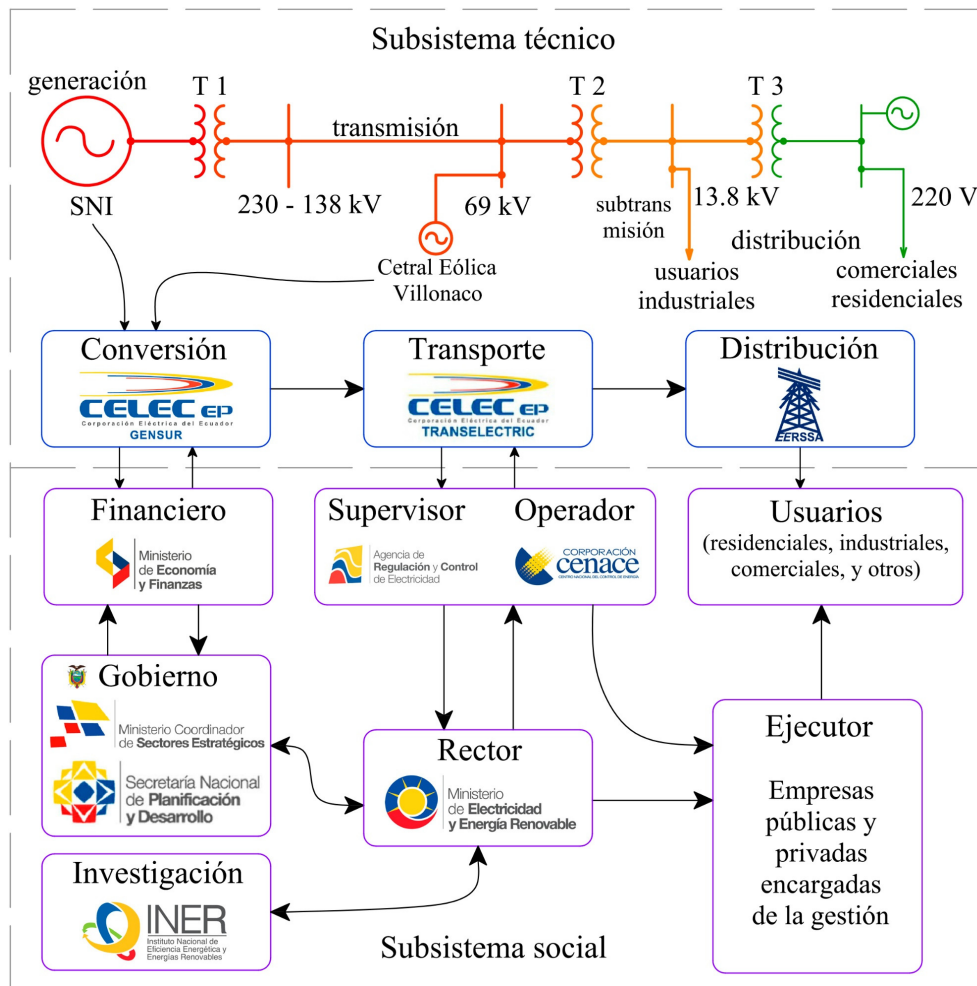 Subsistema técnico
generación
T 1
T 2
T 3
transmisión
SNI
230 - 138 kV
69 kV
subtrans
misión
13.8 kV
220 V
distribución
Cetral Eólica
Villonaco
usuarios
industriales
comerciales
residenciales
Conversión
CELEC EP
Corporación Eléctrica del Ecuador
GENSUR
Transporte
CELEC EP
Corporación Eléctrica del Ecuador
TRANSELECTRIC
Distribución
EERSSA
Financiero
Ministerio
de Economía
y Finanzas
Supervisor
Agencia de
Regulación y Control
de Electricidad
Operador
CORPORACIÓN
cenace
CENTRO NACIONAL DE CONTROL DE ENERGÍA
Usuarios
(residenciales, industriales,
comerciales, y otros)
Gobierno
Ministerio Coordinador
de Sectores Estratégicos
Secretaría Nacional
de Planificación
y Desarrollo
Rector
Ministerio
de Electricidad
y Energía Renovable
Ejecutor
Empresas
públicas y
privadas
encargadas
de la gestión
Investigación
INER
Instituto Nacional de
Eficiencia Energética y
Energías Renovables
Subsistema social